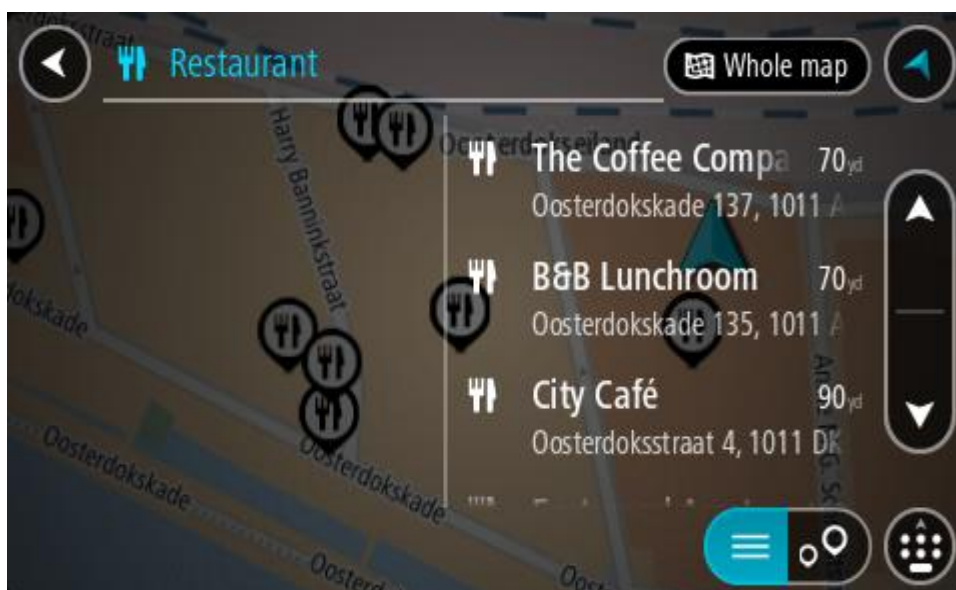 Restaurant
Whole map
Harry Banninkstraat
Oosterdokseiland
The Coffee Compa 70yd
Oosterdokskade 137, 1011 A
B&B Lunchroom 70yd
Oosterdokskade 135, 1011 A
City Café 90yd
Oosterdoksstraat 4, 1011 DK
Oosterdokskade
Oosterdokskade